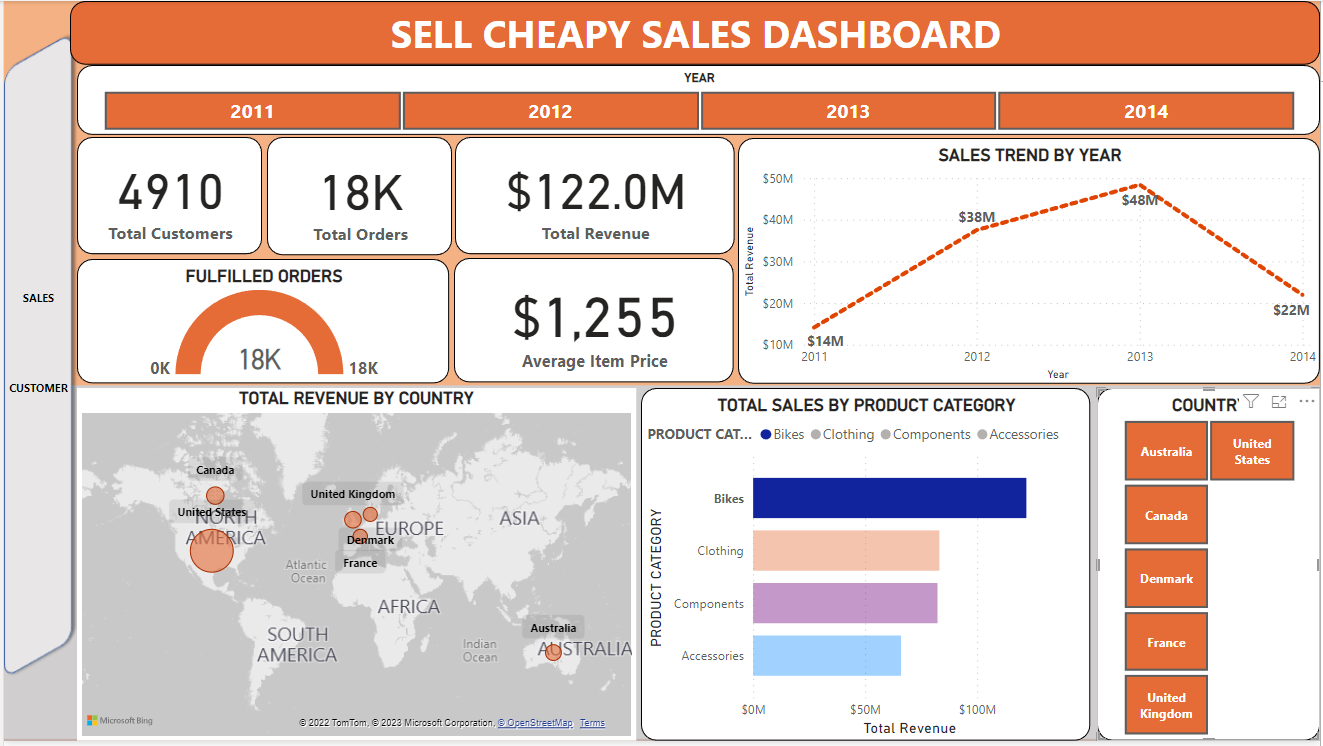 SELL CHEAPY SALES DASHBOARD
YEAR
2011
2012
2013
2014
4910
Total Customers
18K
Total Orders
$122.0M
Total Revenue
SALES TREND BY YEAR
$50M
$40M
$30M
$20M
$10M
Total Revenue
$14M
$38M
$48M
$22M
2011
2012
2013
2014
Year
FULFILLED ORDERS
0K
18K
18K
$1,255
Average Item Price
SALES
CUSTOMER
TOTAL REVENUE BY COUNTRY
Canada
United States
NORTH
AMERICA
United Kingdom
EUROPE
Denmark
France
ASIA
Atlantic
Ocean
AFRICA
SOUTH
AMERICA
Indian
Ocean
Australia
AUSTRALIA
Microsoft Bing
© 2022 TomTom, © 2023 Microsoft Corporation, © OpenStreetMap Terms
TOTAL SALES BY PRODUCT CATEGORY
PRODUCT CAT... Bikes Clothing Components Accessories
PRODUCT CATEGORY
Bikes
Clothing
Components
Accessories
$0M
$50M
$100M
Total Revenue
COUNTR
Australia
United
States
Canada
Denmark
France
United
Kingdom